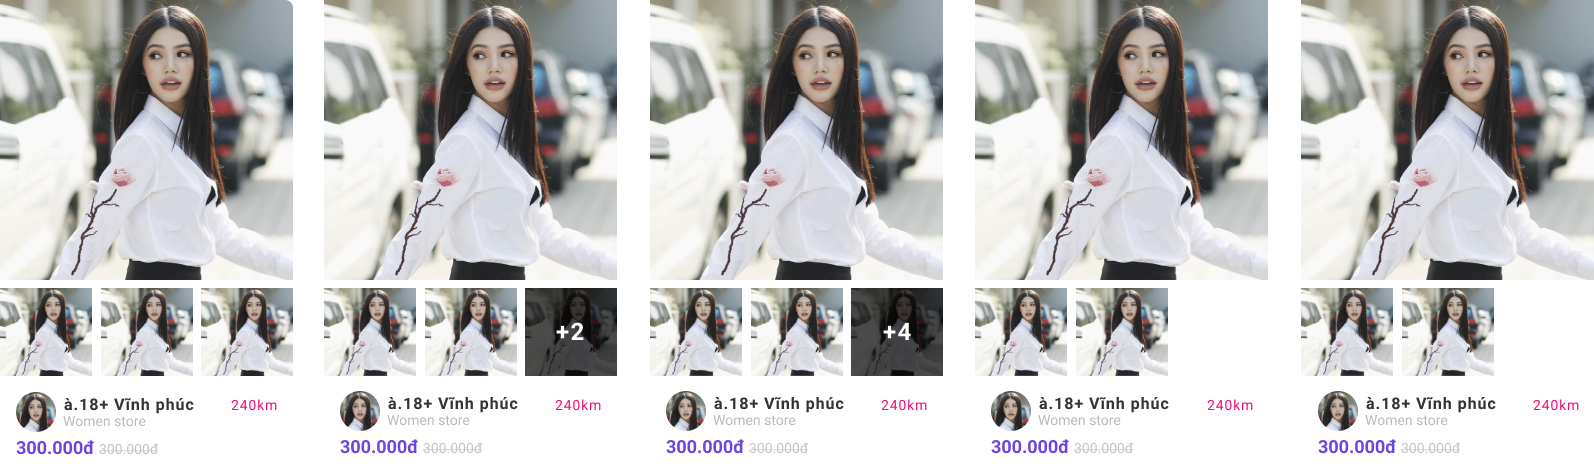 +2
+4
à.18+ Vĩnh phúc 240km
Women store
300.000đ 300.000đ
à.18+ Vĩnh phúc 240km
Women store
300.000đ 300.000đ
à.18+ Vĩnh phúc 240km
Women store
300.000đ 300.000đ
à.18+ Vĩnh phúc 240km
Women store
300.000đ 300.000đ
à.18+ Vĩnh phúc 240km
Women store
300.000đ 300.000đ